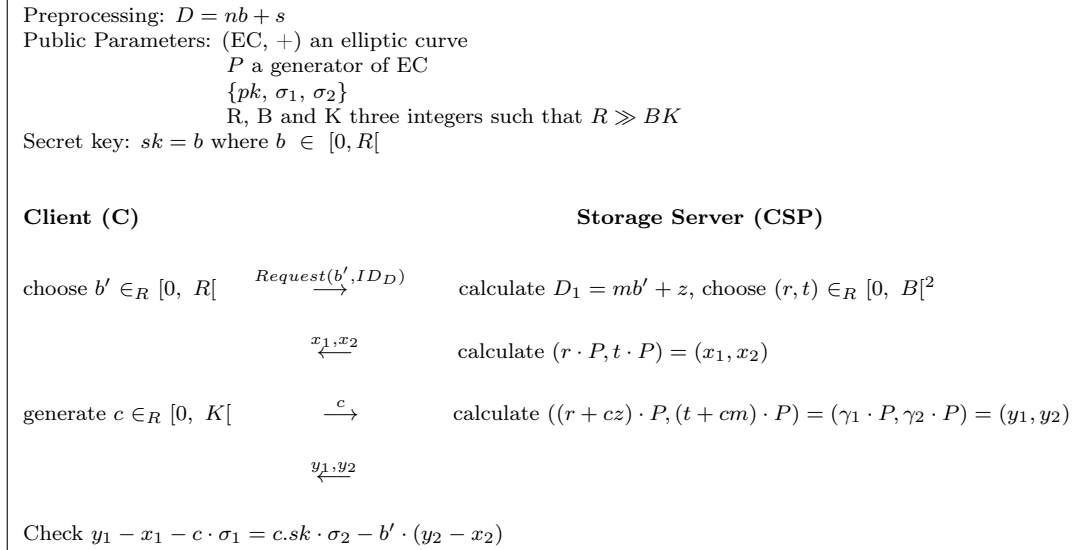 Preprocessing: D = nb + s
Public Parameters: (EC, +) an elliptic curve
P a generator of EC
{pk, σ₁, σ₂}
R, B and K three integers such that R ≫ BK
Secret key: sk = b where b ∈ [0, R[
Client (C) Storage Server (CSP)
choose b′ ∈_R [0, R[ Request(b′,ID_D) ⟶ calculate D₁ = mb′ + z, choose (r, t) ∈_R [0, B[²
x₁,x₂ ⟵ calculate (r · P, t · P) = (x₁, x₂)
generate c ∈_R [0, K[ c ⟶ calculate ((r + cz) · P, (t + cm) · P) = (γ₁ · P, γ₂ · P) = (y₁, y₂)
y₁,y₂ ⟵
Check y₁ − x₁ − c · σ₁ = c.sk · σ₂ − b′ · (y₂ − x₂)